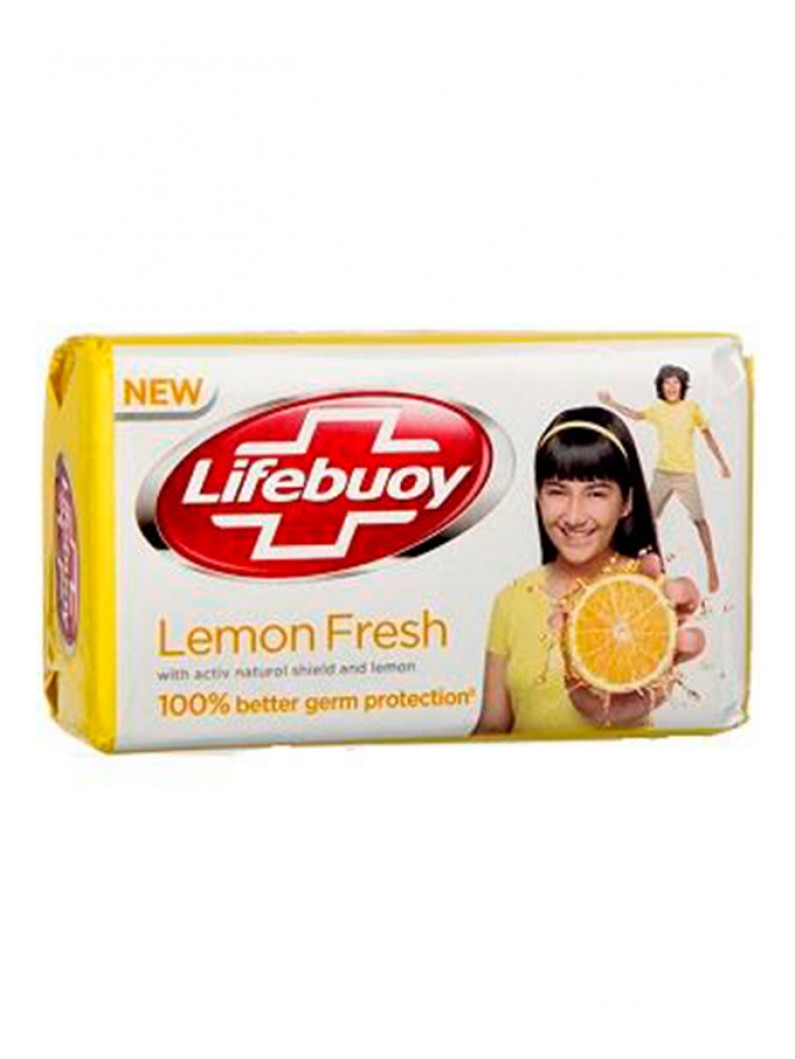 NEW
Lifebuoy
Lemon Fresh
with activ naturol shield and lemon
100% better germ protection*